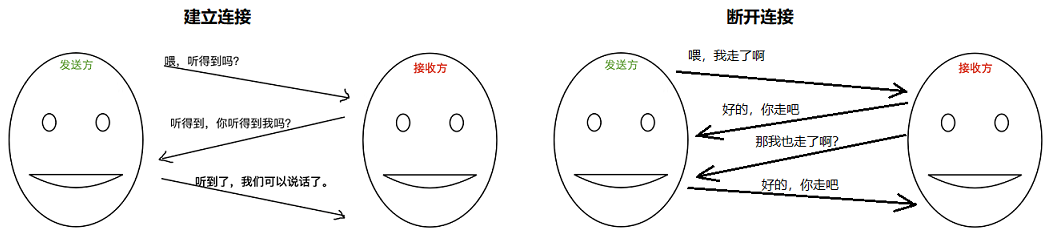 建立连接
发送方
接收方
喂，听得到吗?
听得到，你听得到我吗?
听到了，我们可以说话了。
断开连接
发送方
接收方
喂，我走了啊
好的，你走吧
那我也走了啊?
好的，你走吧